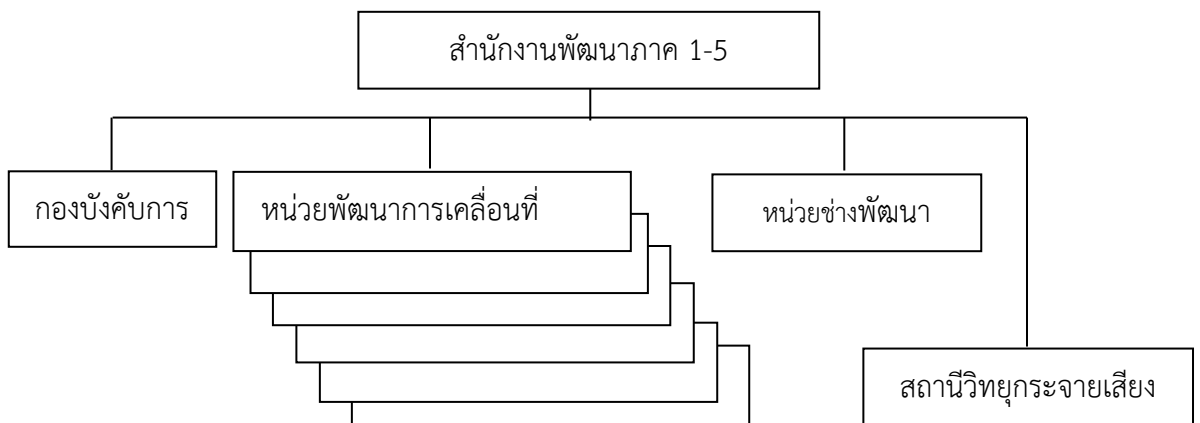 สำนักงานพัฒนาภาค 1-5
กองบังคับการ
หน่วยพัฒนาการเคลื่อนที่
หน่วยช่างพัฒนา
สถานีวิทยุกระจายเสียง